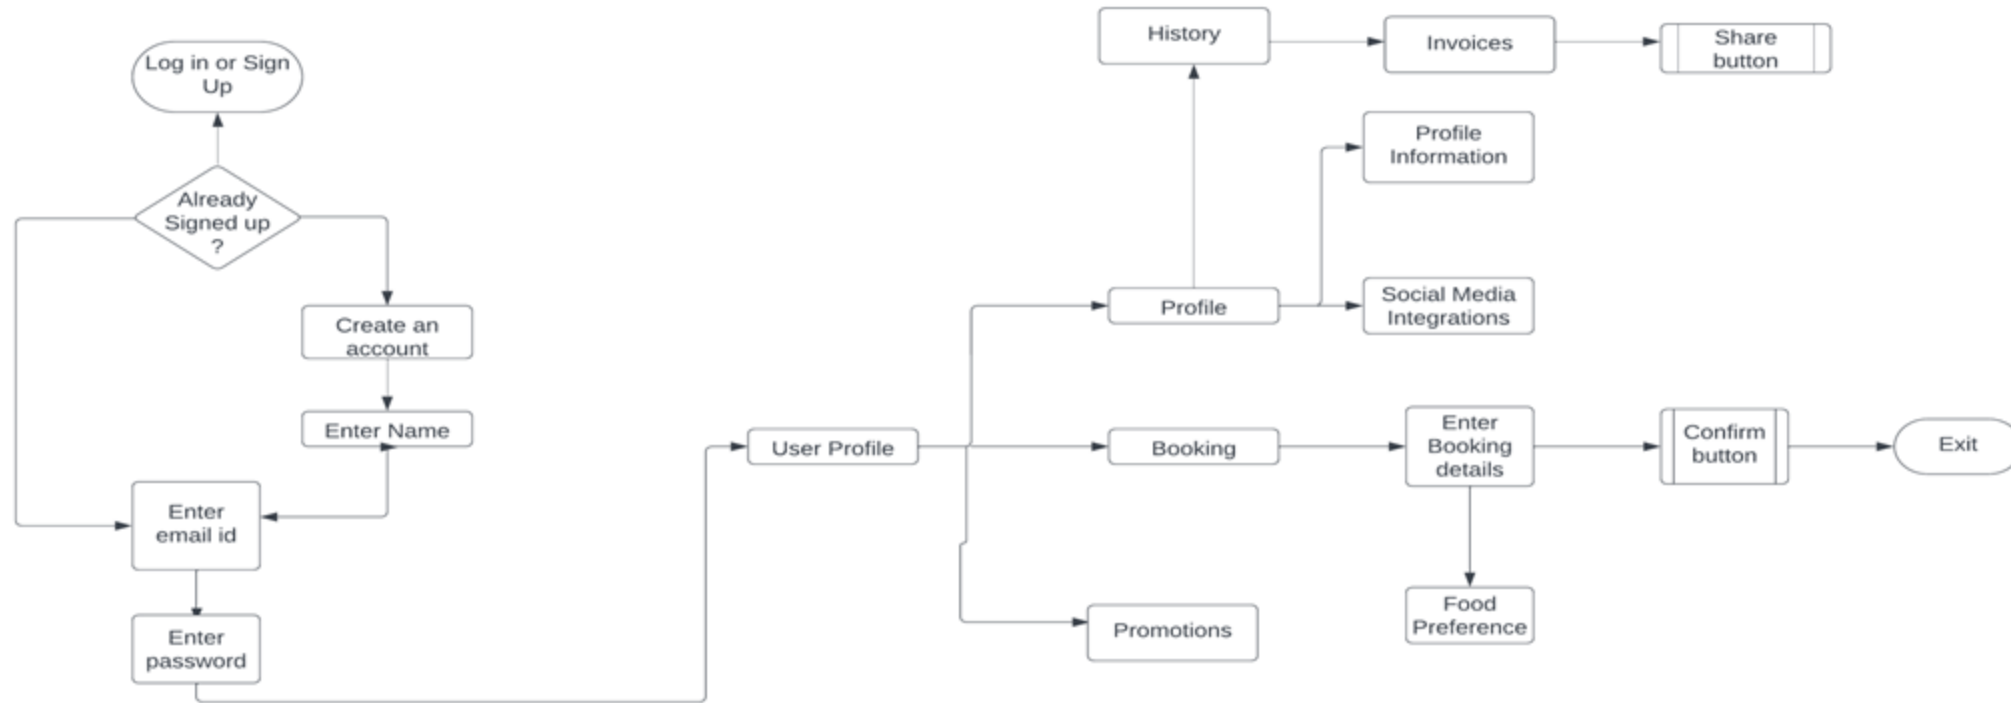 Log in or Sign
Up
Already
Signed up
?
Create an
account
Enter Name
Enter
email id
Enter
password
User Profile
History
Invoices
Share
button
Profile
Information
Profile
Social Media
Integrations
Booking
Enter
Booking
details
Confirm
button
Exit
Promotions
Food
Preference